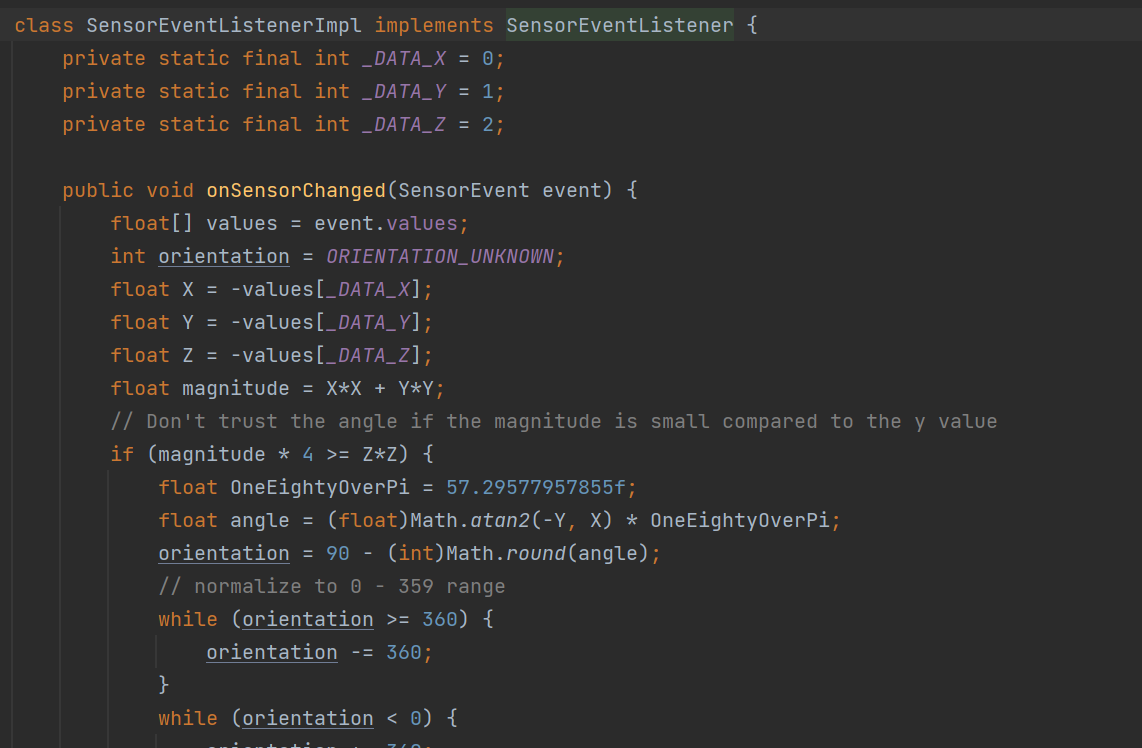 class SensorEventListenerImpl implements SensorEventListener {
private static final int _DATA_X = 0;
private static final int _DATA_Y = 1;
private static final int _DATA_Z = 2;
public void onSensorChanged(SensorEvent event) {
float[] values = event.values;
int orientation = ORIENTATION_UNKNOWN;
float X = -values[_DATA_X];
float Y = -values[_DATA_Y];
float Z = -values[_DATA_Z];
float magnitude = X*X + Y*Y;
// Don't trust the angle if the magnitude is small compared to the y value
if (magnitude * 4 >= Z*Z) {
float OneEightyOverPi = 57.29577957855f;
float angle = (float)Math.atan2(-Y, X) * OneEightyOverPi;
orientation = 90 - (int)Math.round(angle);
// normalize to 0 - 359 range
while (orientation >= 360) {
orientation -= 360;
}
while (orientation < 0) {